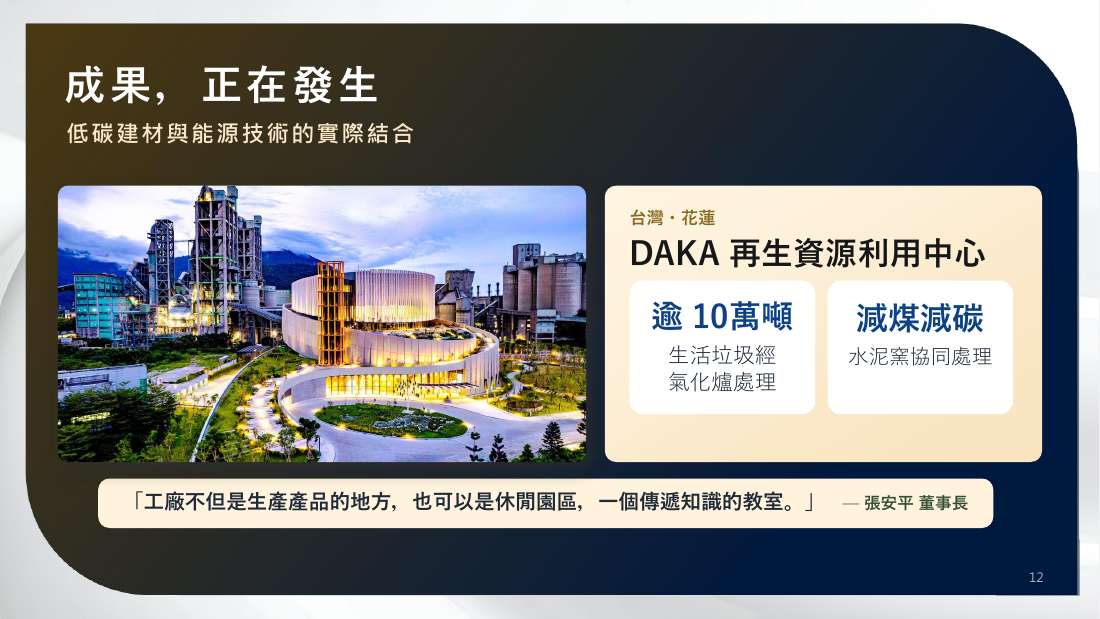 成果，正在發生
低碳建材與能源技術的實際結合
台灣・花蓮
DAKA 再生資源利用中心
逾 10萬噸
生活垃圾經
氣化爐處理
減煤減碳
水泥窯協同處理
「工廠不但是生產產品的地方，也可以是休閒園區，一個傳遞知識的教室。」 — 張安平 董事長
12